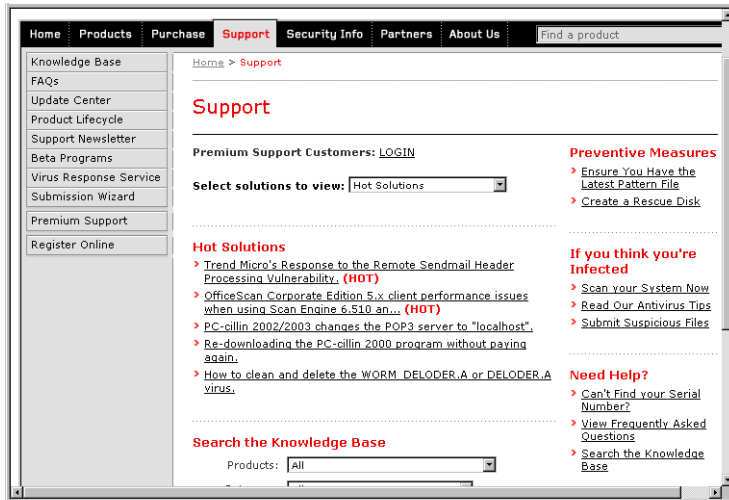 Home Products Purchase Support Security Info Partners About Us Find a product
Knowledge Base
FAQs
Update Center
Product Lifecycle
Support Newsletter
Beta Programs
Virus Response Service
Submission Wizard
Premium Support
Register Online
Home > Support
Support
Premium Support Customers: LOGIN
Select solutions to view: Hot Solutions
Hot Solutions
Trend Micro's Response to the Remote Sendmail Header
Processing Vulnerability. (HOT)
OfficeScan Corporate Edition 5.x client performance issues
when using Scan Engine 6.510 an... (HOT)
PC-cillin 2002/2003 changes the POP3 server to "localhost".
Re-downloading the PC-cillin 2000 program without paying
again.
How to clean and delete the WORM_DELODER.A or DELODER.A
virus.
Search the Knowledge Base
Products: All
Preventive Measures
Ensure You Have the
Latest Pattern File
Create a Rescue Disk
If you think you're
Infected
Scan your System Now
Read Our Antivirus Tips
Submit Suspicious Files
Need Help?
Can't Find your Serial
Number?
View Frequently Asked
Questions
Search the Knowledge
Base